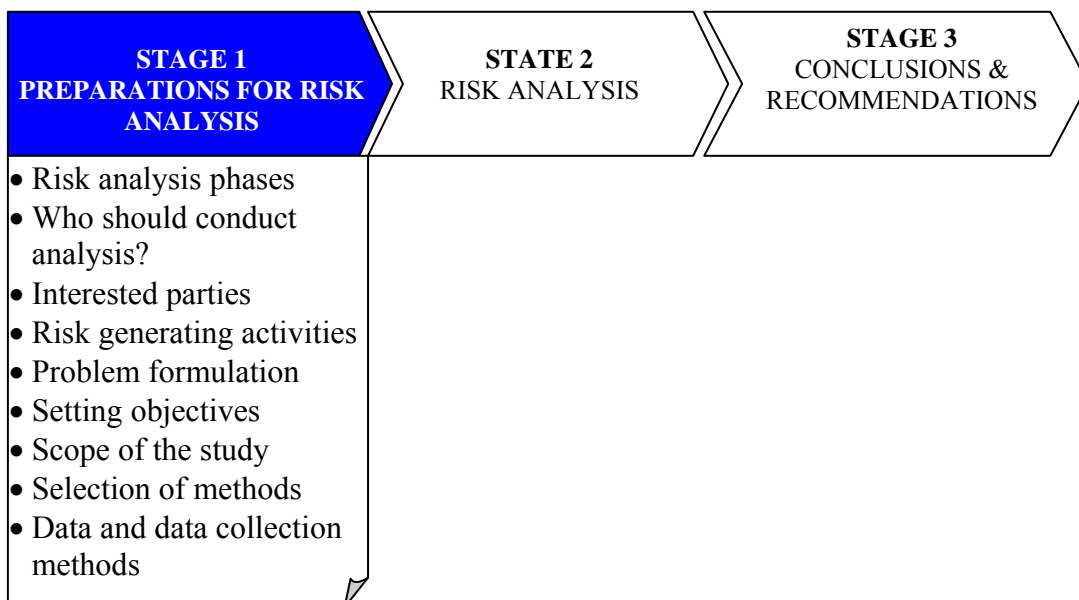 STAGE 1
PREPARATIONS FOR RISK
ANALYSIS
STATE 2
RISK ANALYSIS
STAGE 3
CONCLUSIONS &
RECOMMENDATIONS
• Risk analysis phases
• Who should conduct
analysis?
• Interested parties
• Risk generating activities
• Problem formulation
• Setting objectives
• Scope of the study
• Selection of methods
• Data and data collection
methods